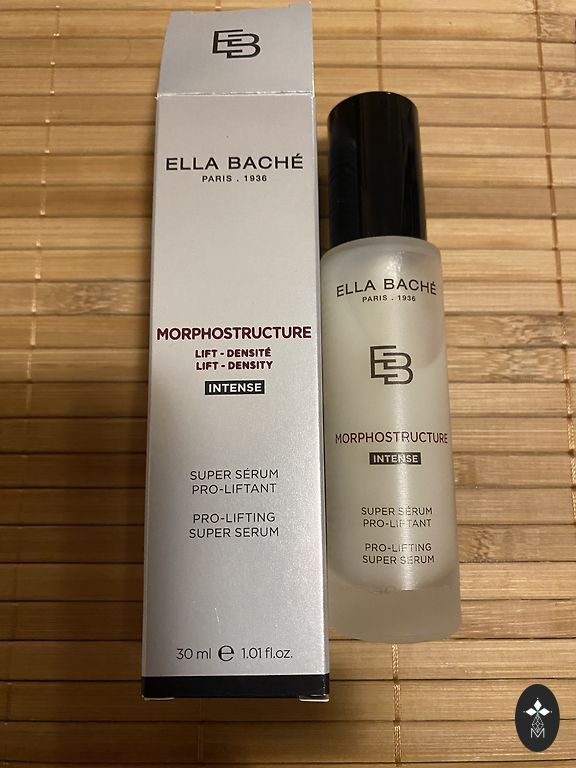 EB
ELLA BACHÉ
PARIS . 1936
MORPHOSTRUCTURE
LIFT - DENSITÉ
LIFT - DENSITY
INTENSE
SUPER SÉRUM
PRO-LIFTANT
PRO-LIFTING
SUPER SERUM
30 ml e 1.01 fl.oz.
ELLA BACHÉ
PARIS . 1936
EB
MORPHOSTRUCTURE
INTENSE
SUPER SÉRUM
PRO-LIFTANT
PRO-LIFTING
SUPER SERUM
M